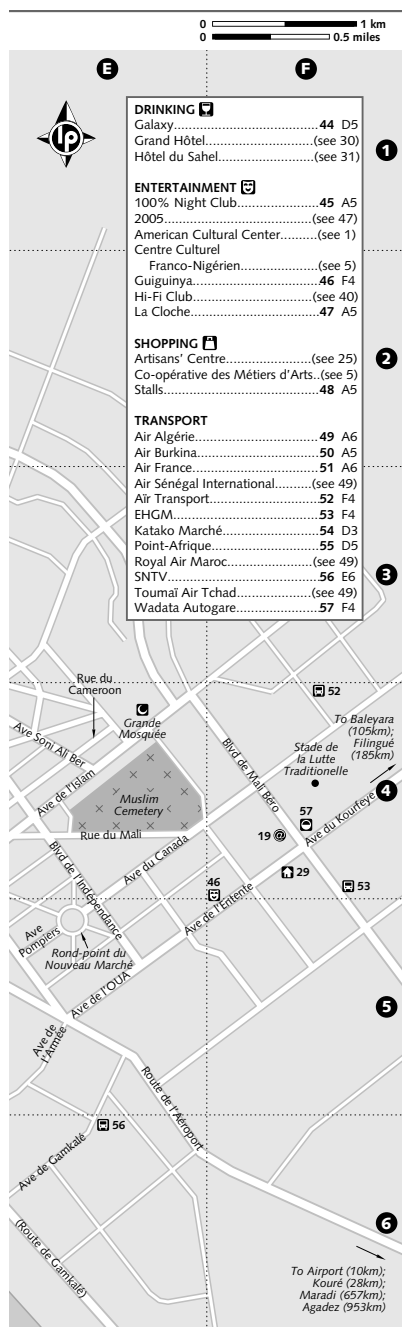 0 1 km
0 0.5 miles
E F
lp
DRINKING
Galaxy.....................................44 D5
Grand Hôtel............................(see 30)
Hôtel du Sahel........................(see 31)
1
ENTERTAINMENT
100% Night Club.....................45 A5
2005........................................(see 47)
American Cultural Center..........(see 1)
Centre Culturel
Franco-Nigérien....................(see 5)
Guiguinya................................46 F4
Hi-Fi Club................................(see 40)
La Cloche.................................47 A5
SHOPPING
Artisans' Centre.......................(see 25)
2
Co-opérative des Métiers d'Arts..(see 5)
Stalls........................................48 A5
TRANSPORT
Air Algérie................................49 A6
Air Burkina...............................50 A5
Air France................................51 A6
Air Sénégal International..........(see 49)
Aïr Transport............................52 F4
EHGM......................................53 F4
Katako Marché.........................54 D3
Point-Afrique............................55 D5
Royal Air Maroc.......................(see 49)
SNTV.......................................56 E6
3
Toumaï Air Tchad....................(see 49)
Wadata Autogare.....................57 F4
Rue du
Cameroon
52
Grande
Mosquée
To Baleyara
(105km);
Filingué
(185km)
Ave Soni Ali Ber
Blvd de Mali Béro
Stade de
la Lutte
Traditionelle
Ave de l'Islam
Muslim
Cemetery
4
57
Ave du Kourfeye
Rue du Mali
19 @
Ave du Canada
Blvd de l'Indépendance
29
46
53
Ave de l'Entente
Ave
Pompiers
Rond-point du
Nouveau Marché
Ave de l'OUA
5
Ave de
l'Armée
Route de l'Aéroport
56
Ave de Gamkalé
6
(Route de Gamkalé)
To Airport (10km);
Kouré (28km);
Maradi (657km);
Agadez (953km)